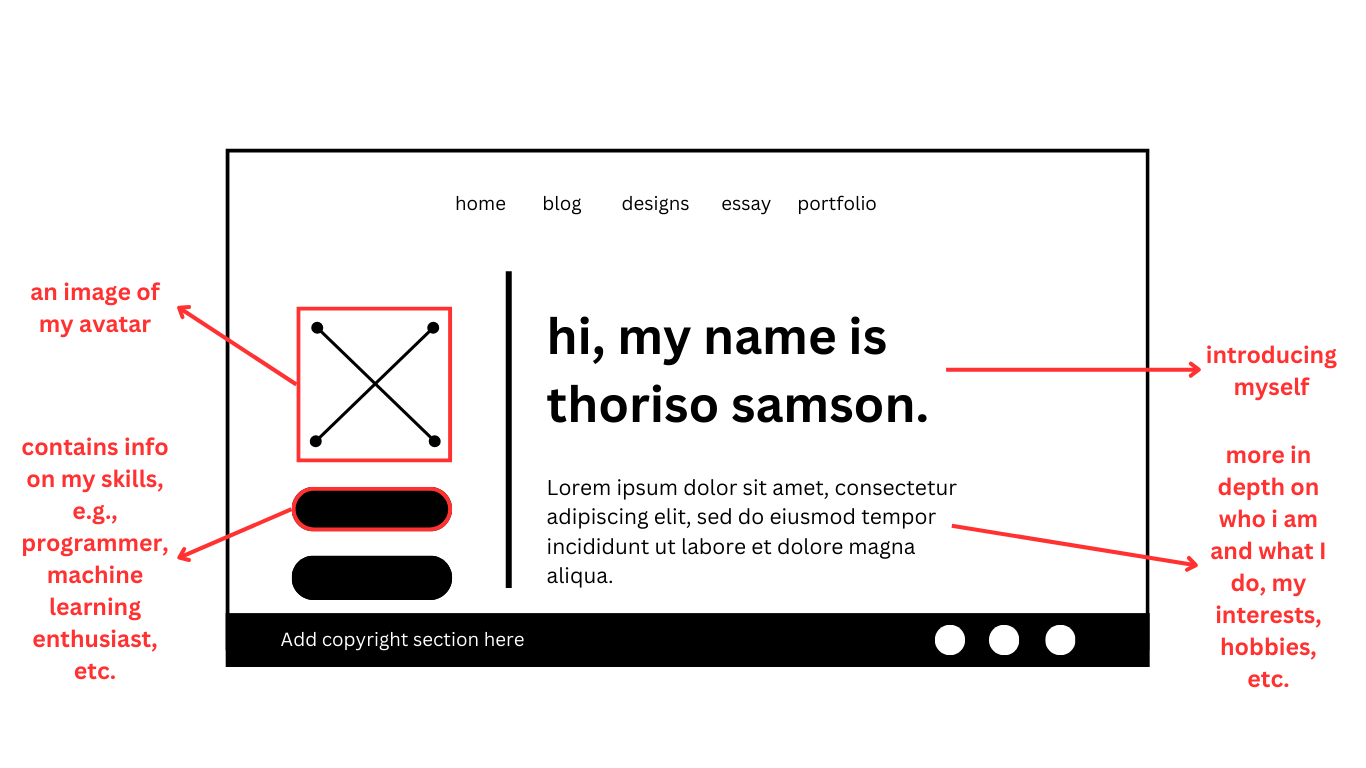 home blog designs essay portfolio
an image of
my avatar
contains info
on my skills,
e.g.,
programmer,
machine
learning
enthusiast,
etc.
hi, my name is
thoriso samson.
Lorem ipsum dolor sit amet, consectetur
adipiscing elit, sed do eiusmod tempor
incididunt ut labore et dolore magna
aliqua.
introducing
myself
more in
depth on
who i am
and what I
do, my
interests,
hobbies,
etc.
Add copyright section here